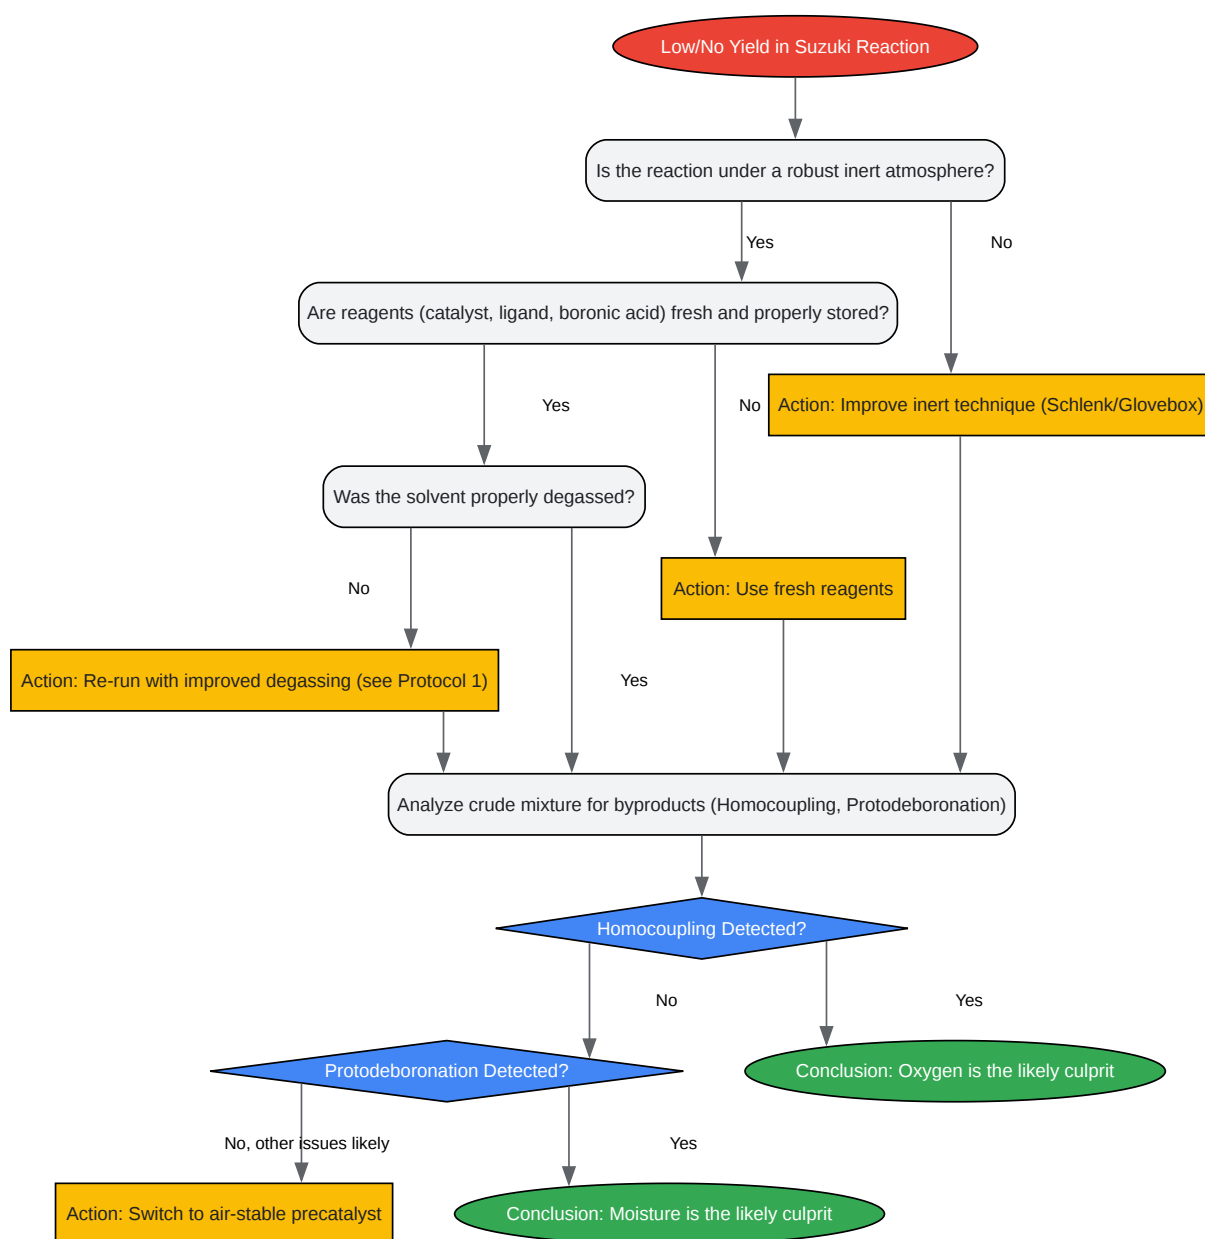 Low/No Yield in Suzuki Reaction
Is the reaction under a robust inert atmosphere?
Yes
No
Are reagents (catalyst, ligand, boronic acid) fresh and properly stored?
Yes
No
Action: Improve inert technique (Schlenk/Glovebox)
Was the solvent properly degassed?
No
Action: Use fresh reagents
Action: Re-run with improved degassing (see Protocol 1)
Yes
Analyze crude mixture for byproducts (Homocoupling, Protodeboronation)
Homocoupling Detected?
No
Yes
Protodeboronation Detected?
Conclusion: Oxygen is the likely culprit
No, other issues likely
Yes
Action: Switch to air-stable precatalyst
Conclusion: Moisture is the likely culprit